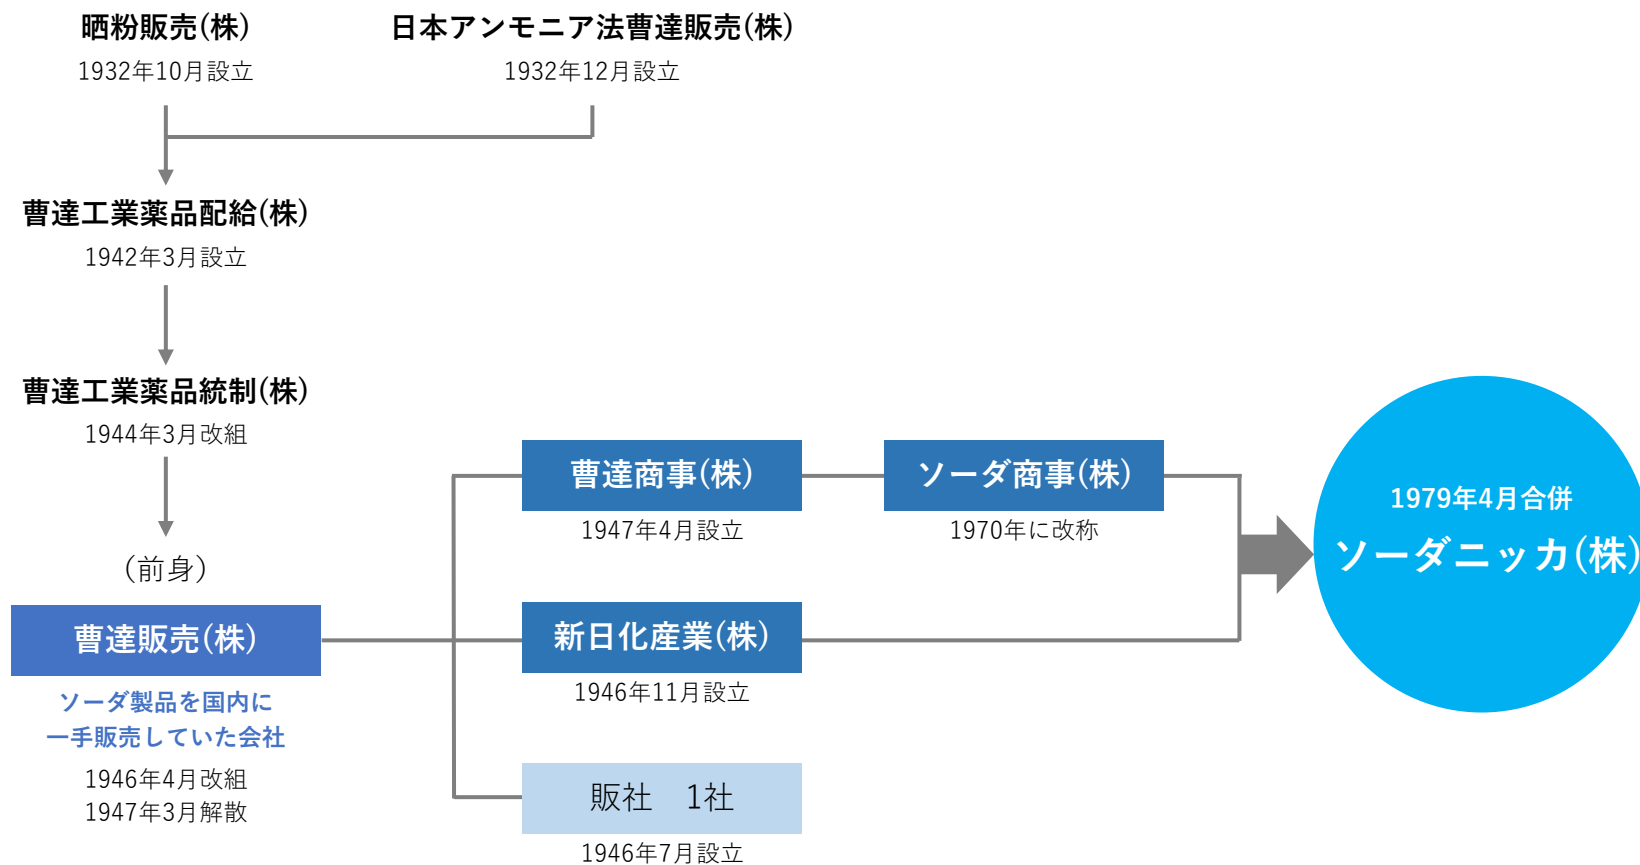 晒粉販売(株)
1932年10月設立
日本アンモニア法曹達販売(株)
1932年12月設立
曹達工業薬品配給(株)
1942年3月設立
曹達工業薬品統制(株)
1944年3月改組
（前身）
曹達販売(株)
ソーダ製品を国内に
一手販売していた会社
1946年4月改組
1947年3月解散
曹達商事(株)
1947年4月設立
ソーダ商事(株)
1970年に改称
新日化産業(株)
1946年11月設立
販社　1社
1946年7月設立
1979年4月合併
ソーダニッカ(株)